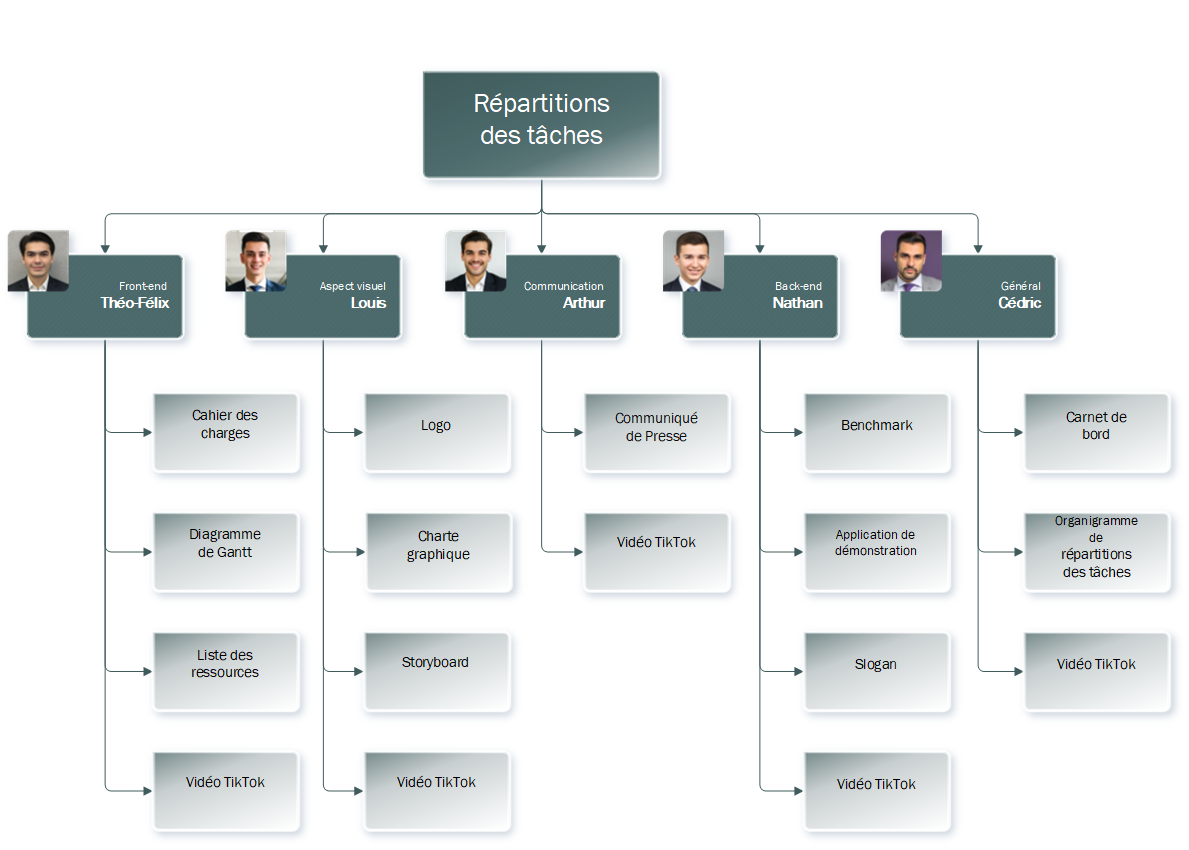 Répartitions
des tâches
Front-end
Théo-Félix
Aspect visuel
Louis
Communication
Arthur
Back-end
Nathan
Général
Cédric
Cahier des
charges
Logo
Communiqué
de Presse
Benchmark
Carnet de
bord
Diagramme
de Gantt
Charte
graphique
Vidéo TikTok
Application de
démonstration
Organigramme
de
répartitions
des tâches
Liste des
ressources
Storyboard
Slogan
Vidéo TikTok
Vidéo TikTok
Vidéo TikTok
Vidéo TikTok